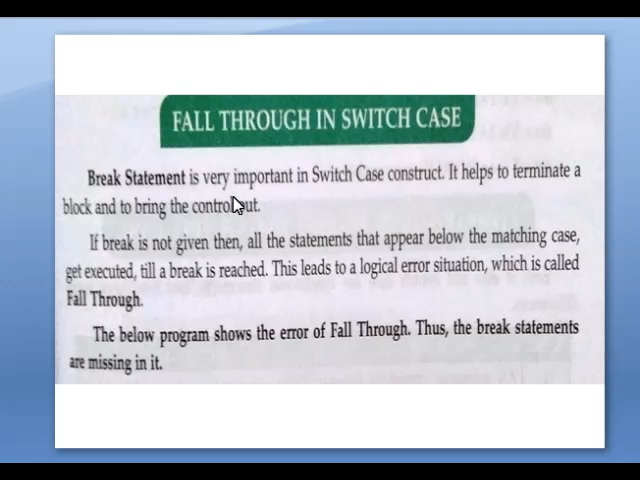 FALL THROUGH IN SWITCH CASE
Break Statement is very important in Switch Case construct. It helps to terminate a
block and to bring the control out.
If break is not given then, all the statements that appear below the matching case,
get executed, till a break is reached. This leads to a logical error situation, which is called
Fall Through.
The below program shows the error of Fall Through. Thus, the break statements
are missing in it.